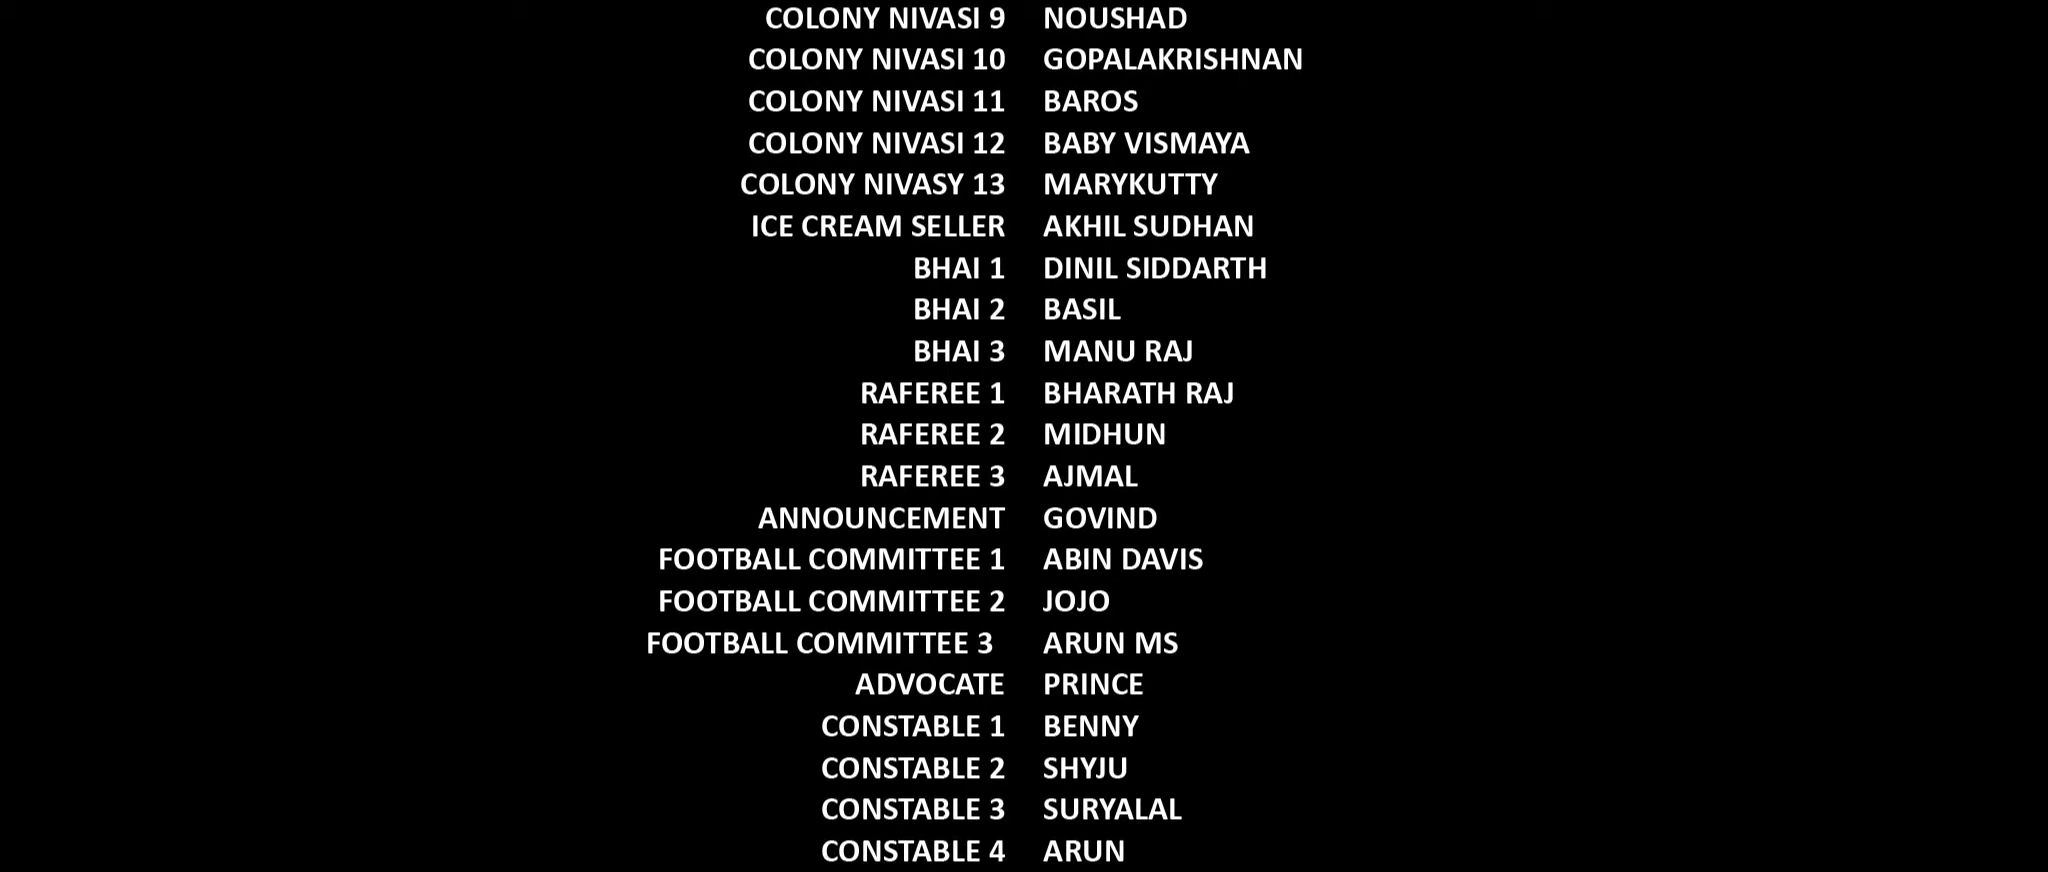 COLONY NIVASI 9 NOUSHAD
COLONY NIVASI 10 GOPALAKRISHNAN
COLONY NIVASI 11 BAROS
COLONY NIVASI 12 BABY VISMAYA
COLONY NIVASY 13 MARYKUTTY
ICE CREAM SELLER AKHIL SUDHAN
BHAI 1 DINIL SIDDARTH
BHAI 2 BASIL
BHAI 3 MANU RAJ
RAFEREE 1 BHARATH RAJ
RAFEREE 2 MIDHUN
RAFEREE 3 AJMAL
ANNOUNCEMENT GOVIND
FOOTBALL COMMITTEE 1 ABIN DAVIS
FOOTBALL COMMITTEE 2 JOJO
FOOTBALL COMMITTEE 3 ARUN MS
ADVOCATE PRINCE
CONSTABLE 1 BENNY
CONSTABLE 2 SHYJU
CONSTABLE 3 SURYALAL
CONSTABLE 4 ARUN